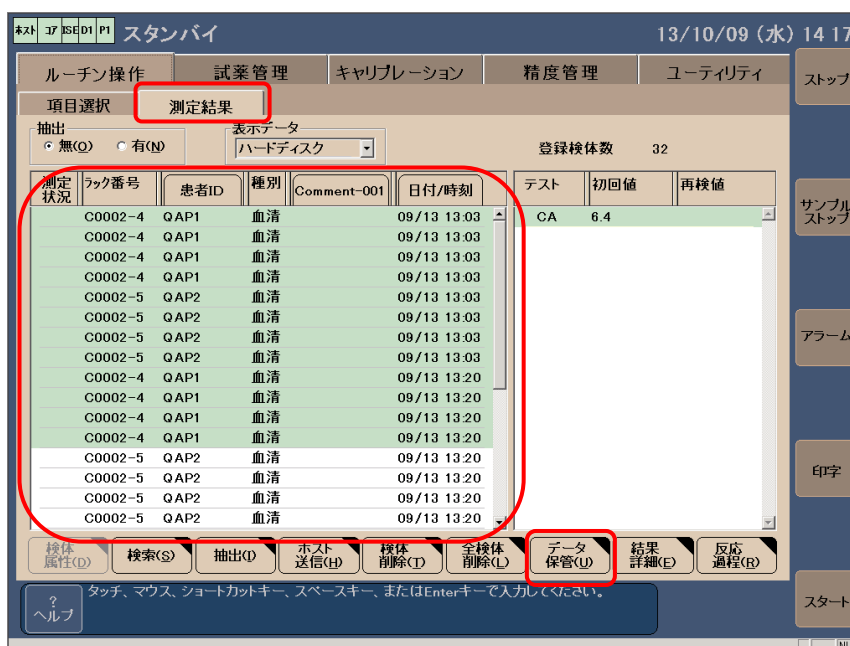 ホスト コア ISE D1 P1 スタンバイ 13/10/09 (水) 14 17
ルーチン操作 試薬管理 キャリブレーション 精度管理 ユーティリティ
ストップ
項目選択 測定結果
抽出 表示データ
無(O) 有(N) ハードディスク 登録検体数 32
測定状況 ラック番号 患者ID 種別 Comment-001 日付/時刻 テスト 初回値 再検値
サンプルストップ
C0002-4 QAP1 血清 09/13 13:03 CA 6.4
C0002-4 QAP1 血清 09/13 13:03
C0002-4 QAP1 血清 09/13 13:03
C0002-4 QAP1 血清 09/13 13:03
C0002-5 QAP2 血清 09/13 13:03
C0002-5 QAP2 血清 09/13 13:03
C0002-5 QAP2 血清 09/13 13:03
アラーム
C0002-5 QAP2 血清 09/13 13:03
C0002-4 QAP1 血清 09/13 13:20
C0002-4 QAP1 血清 09/13 13:20
C0002-4 QAP1 血清 09/13 13:20
C0002-4 QAP1 血清 09/13 13:20
C0002-5 QAP2 血清 09/13 13:20
印字
C0002-5 QAP2 血清 09/13 13:20
C0002-5 QAP2 血清 09/13 13:20
C0002-5 QAP2 血清 09/13 13:20
検体属性(D) 検索(S) 抽出(I) ホスト送信(H) 検体削除(T) 全検体削除(L) データ保管(U) 結果詳細(E) 反応過程(R)
? ヘルプ
タッチ、マウス、ショートカットキー、スペースキー、またはEnterキーで入力してください。
スタート